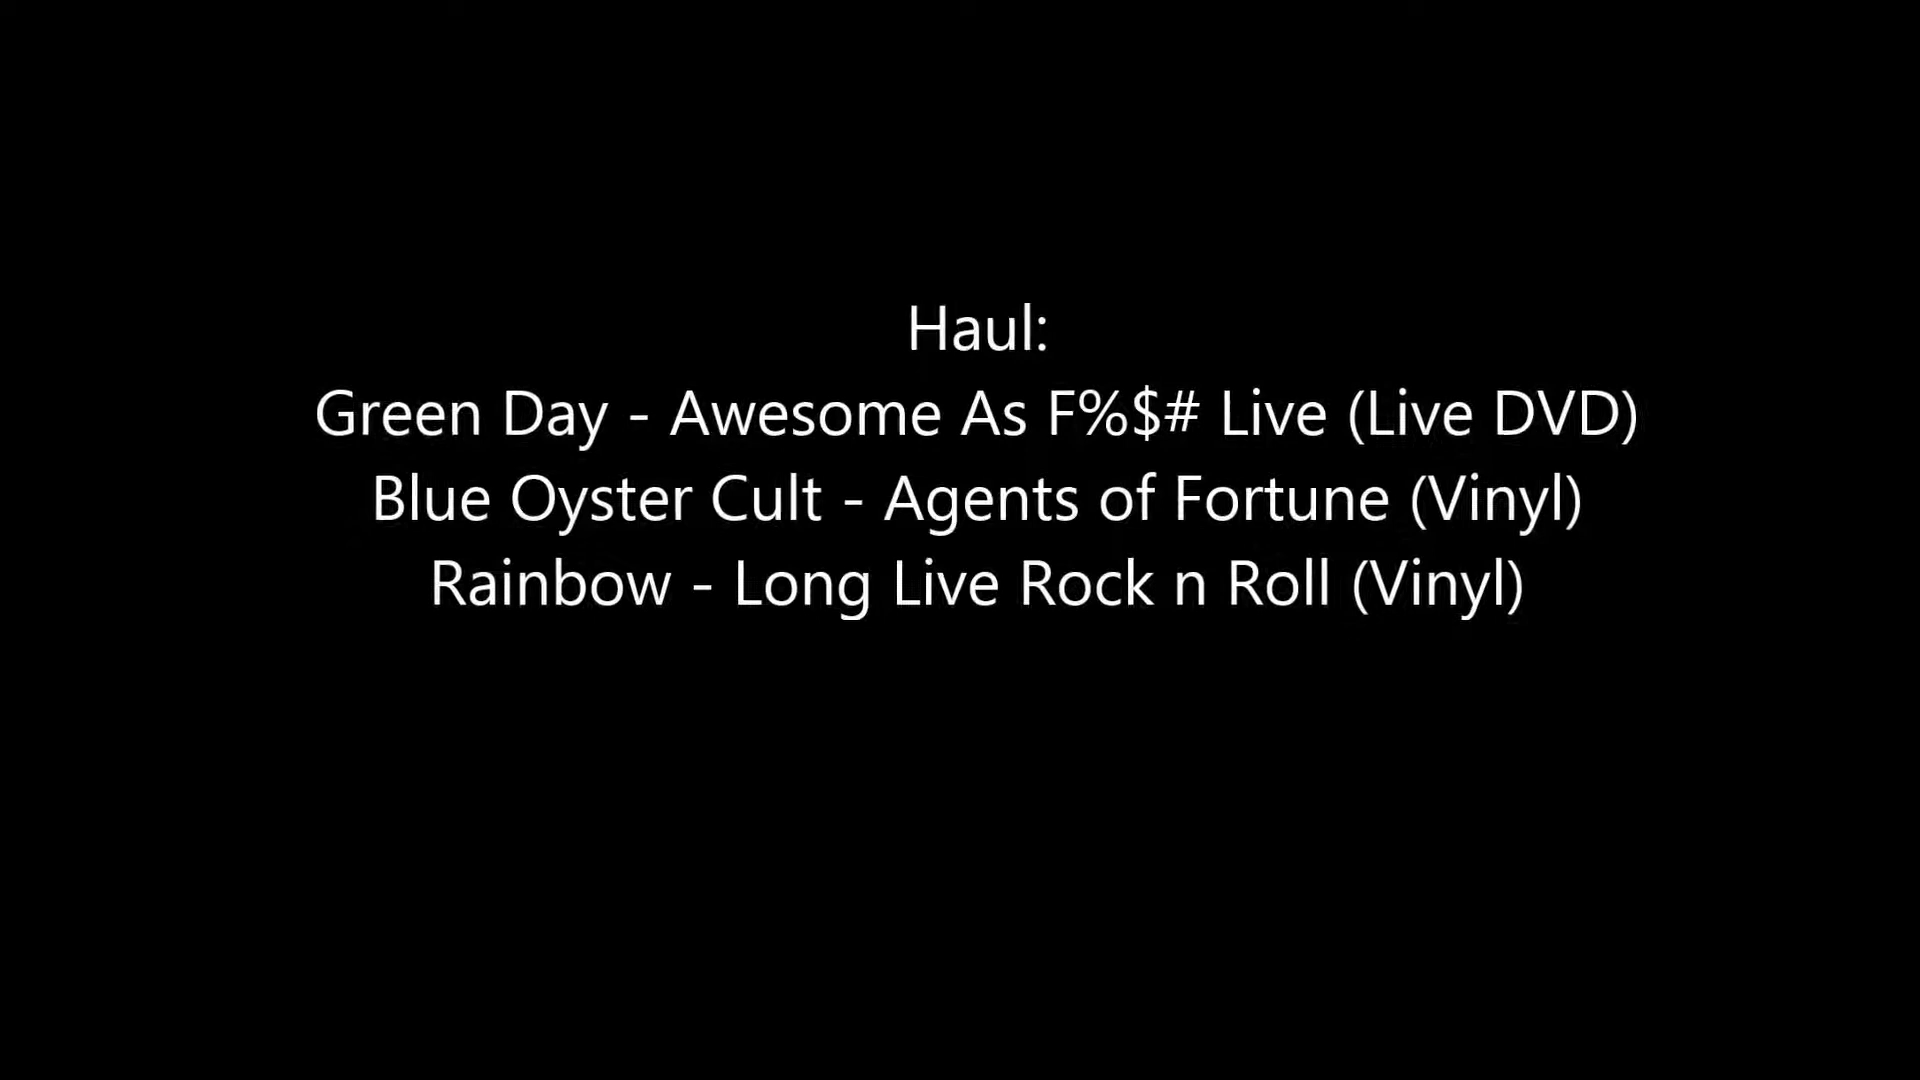 Haul:
Green Day - Awesome As F%$# Live (Live DVD)
Blue Oyster Cult - Agents of Fortune (Vinyl)
Rainbow - Long Live Rock n Roll (Vinyl)